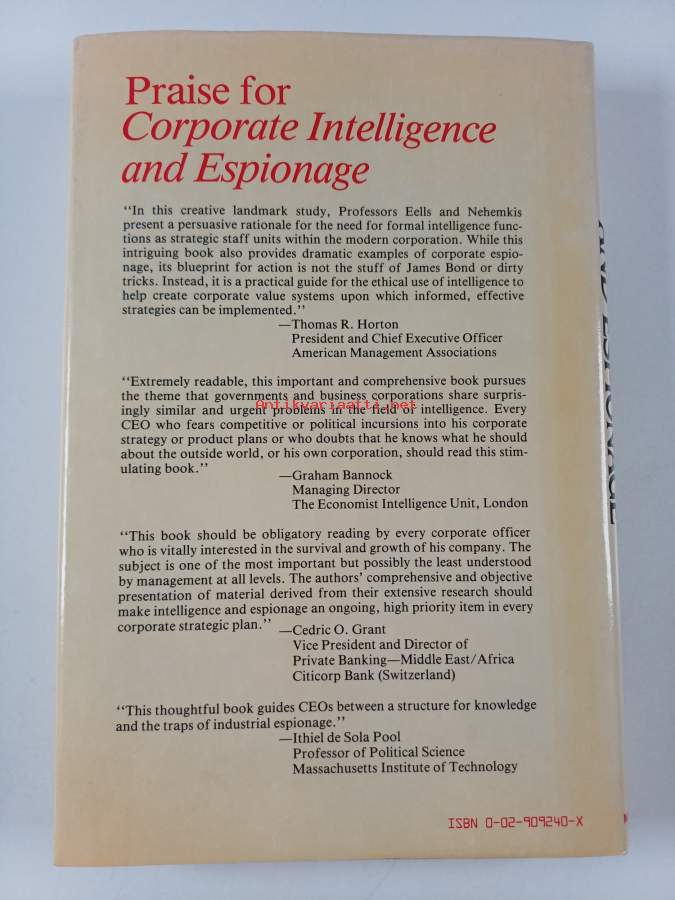 Praise for
Corporate Intelligence
and Espionage
“In this creative landmark study, Professors Eells and Nehemkis
present a persuasive rationale for the need for formal intelligence func-
tions as strategic staff units within the modern corporation. While this
intriguing book also provides dramatic examples of corporate espio-
nage, its blueprint for action is not the stuff of James Bond or dirty
tricks. Instead, it is a practical guide for the ethical use of intelligence to
help create corporate value systems upon which informed, effective
strategies can be implemented.”
—Thomas R. Horton
President and Chief Executive Officer
American Management Associations
“Extremely readable, this important and comprehensive book pursues
the theme that governments and business corporations share surpris-
Antikvariaatti.net
ingly similar and urgent problems in the field of intelligence. Every
CEO who fears competitive or political incursions into his corporate
strategy or product plans or who doubts that he knows what he should
about the outside world, or his own corporation, should read this stim-
ulating book.”
—Graham Bannock
Managing Director
The Economist Intelligence Unit, London
“This book should be obligatory reading by every corporate officer
who is vitally interested in the survival and growth of his company. The
subject is one of the most important but possibly the least understood
by management at all levels. The authors’ comprehensive and objective
presentation of material derived from their extensive research should
make intelligence and espionage an ongoing, high priority item in every
corporate strategic plan.”
—Cedric O. Grant
Vice President and Director of
Private Banking—Middle East/Africa
Citicorp Bank (Switzerland)
“This thoughtful book guides CEOs between a structure for knowledge
and the traps of industrial espionage.”
—Ithiel de Sola Pool
Professor of Political Science
Massachusetts Institute of Technology
ISBN 0-02-909240-X
AND ESPIONAGE